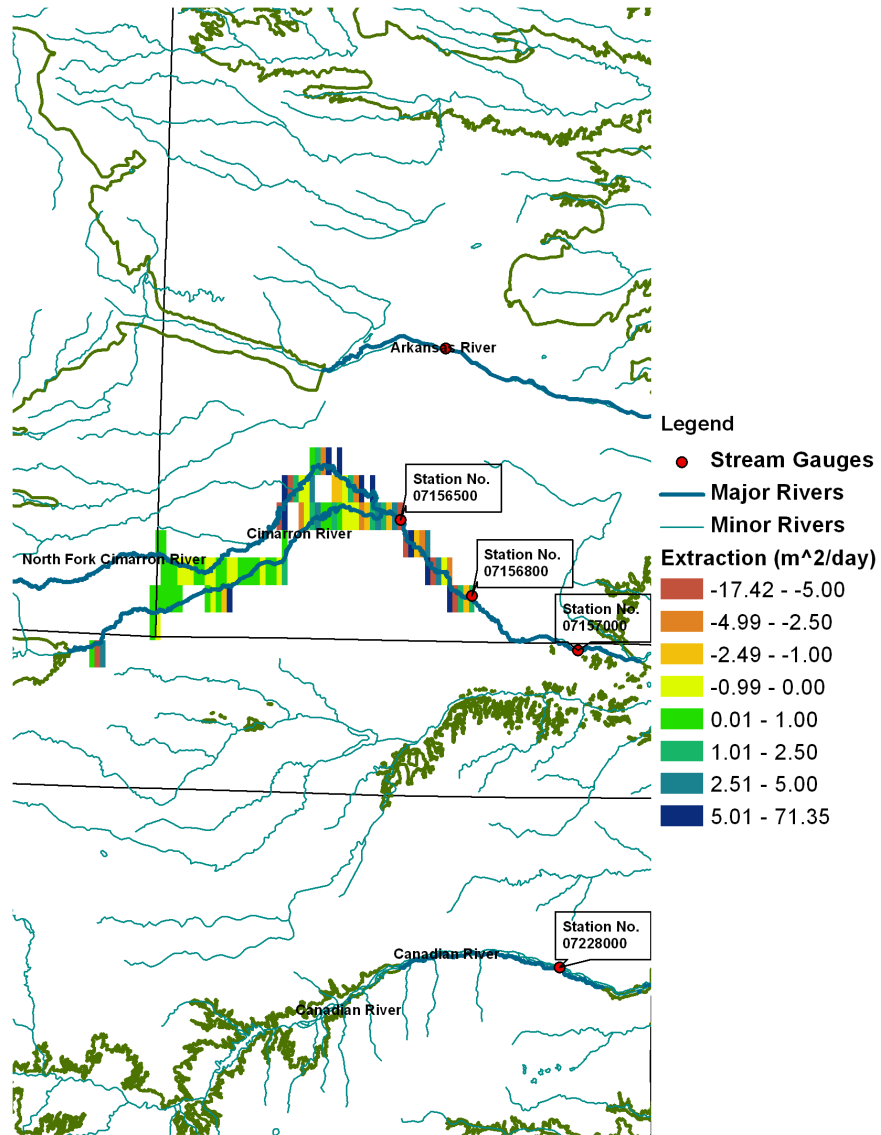 Arkansas River
Station No.
07156500
Cimarron River
North Fork Cimarron River
Station No.
07156800
Station No.
07157000
Station No.
07228000
Canadian River
Canadian River
Legend
Stream Gauges
Major Rivers
Minor Rivers
Extraction (m^2/day)
-17.42 - -5.00
-4.99 - -2.50
-2.49 - -1.00
-0.99 - 0.00
0.01 - 1.00
1.01 - 2.50
2.51 - 5.00
5.01 - 71.35